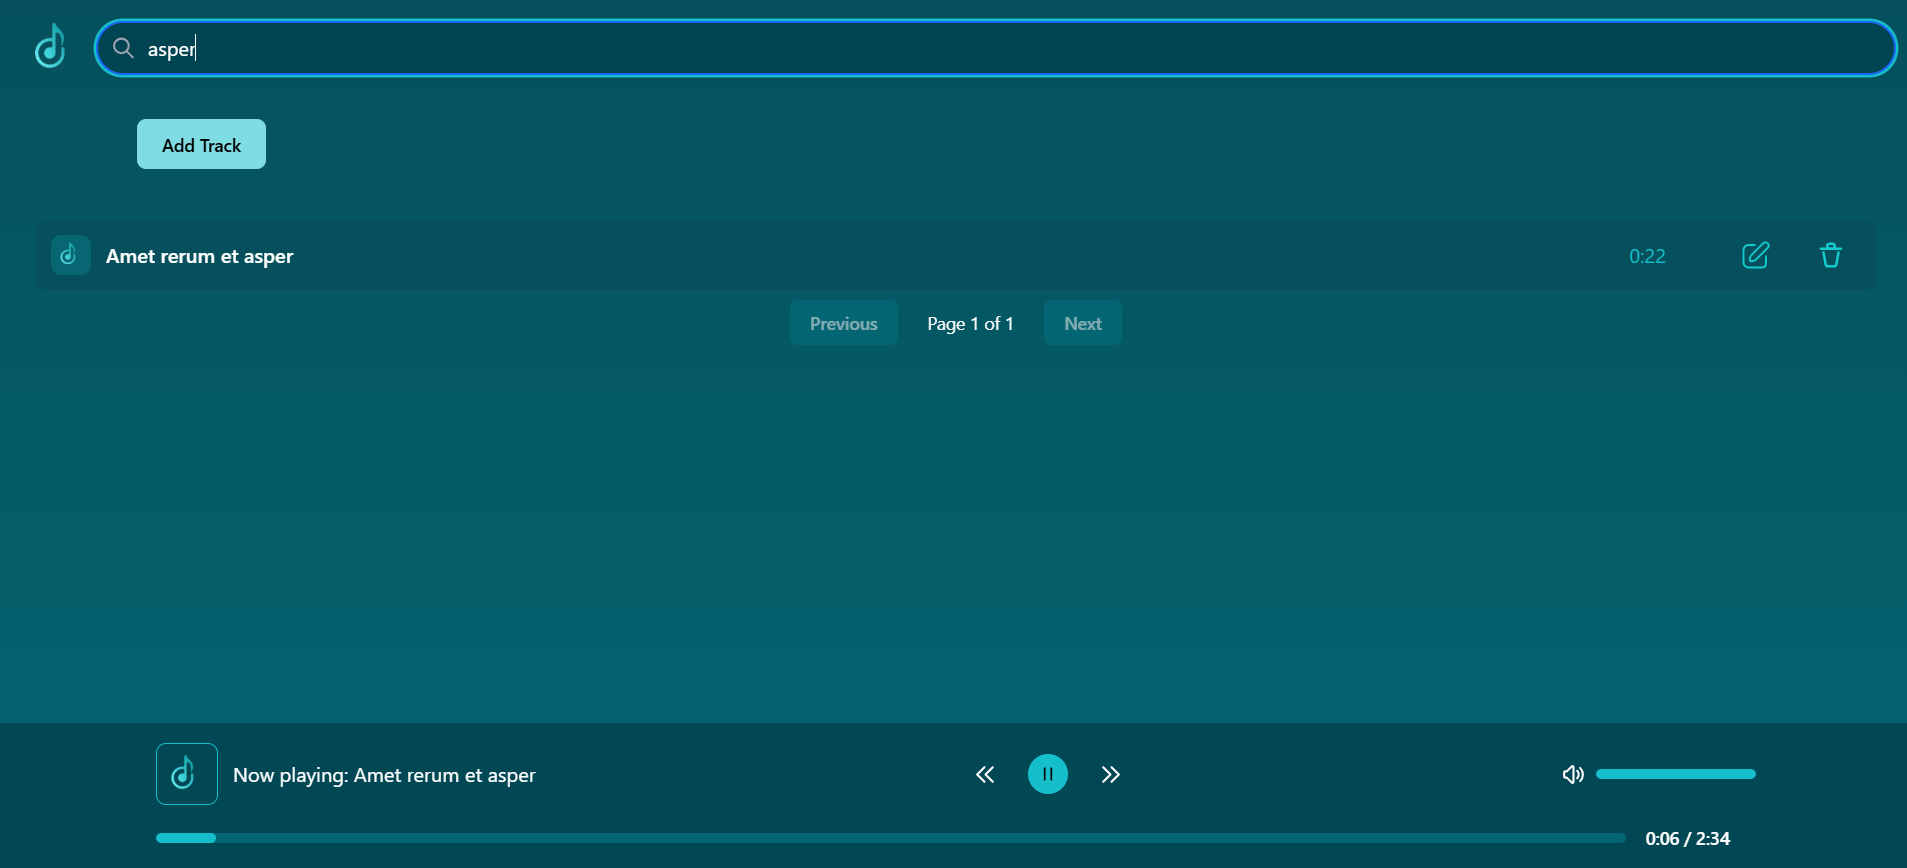 asper
Add Track
Amet rerum et asper 0:22
Previous Page 1 of 1 Next
Now playing: Amet rerum et asper
0:06 / 2:34